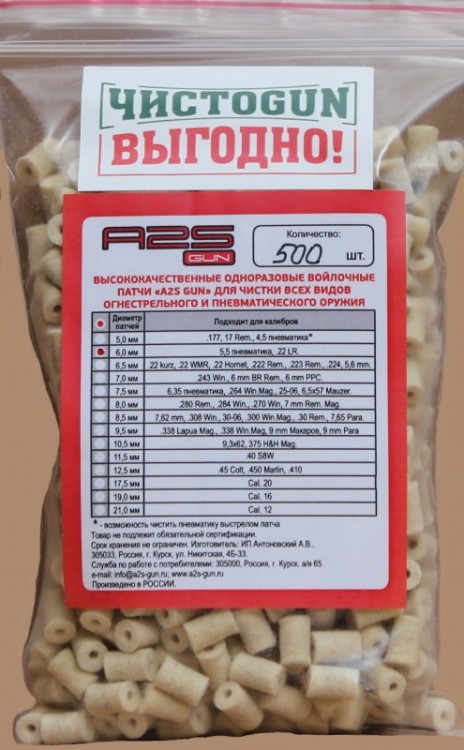 ЧИСТОGUN
ВЫГОДНО!
A2S
GUN
Количество:
500 шт.
ВЫСОКОКАЧЕСТВЕННЫЕ ОДНОРАЗОВЫЕ ВОЙЛОЧНЫЕ
ПАТЧИ «A2S GUN» ДЛЯ ЧИСТКИ ВСЕХ ВИДОВ
ОГНЕСТРЕЛЬНОГО И ПНЕВМАТИЧЕСКОГО ОРУЖИЯ
Диаметр патчей Подходит для калибров
5,0 мм .177, 17 Rem., 4,5 пневматика*
6,0 мм 5,5 пневматика, .22 LR.
6,5 мм .22 kurz, .22 WMR, .22 Hornet, .222 Rem., .223 Rem., .224, 5,6 mm.
7,0 мм .243 Win., 6 mm BR Rem., 6 mm PPC.
7,5 мм 6,35 пневматика, .264 Win.Mag., 25-06, 6,5x57 Mauzer.
8,0 мм .280 Rem., .284 Win., .270 Win, 7 mm Rem. Mag.
8,5 мм 7,62 mm, .308 Win., 30-06, .300 Win.Mag., .30 Rem., 7,65 Para.
9,5 мм .338 Lapua Mag., .338 Win.Mag, 9 mm Макаров, 9 mm Para
10,5 мм 9,3x62, 375 H&H Mag.
11,5 мм .40 S8W
12,5 мм .45 Colt, .450 Marlin, .410
17,5 мм Cal. 20
19,0 мм Cal. 16
21,0 мм Cal. 12
* - возможность чистить пневматику выстрелом патча
Товар не подлежит обязательной сертификации.
Срок хранения не ограничен. Изготовитель: ИП Антоновский А.В.,
305033, Россия, г. Курск, ул. Никитская, 4Б-33.
Служба по работе с потребителями: 305000, Россия, г. Курск, а/я 65
e-mail: info@a2s-gun.ru; www.a2s-gun.ru
Произведено в РОССИИ.